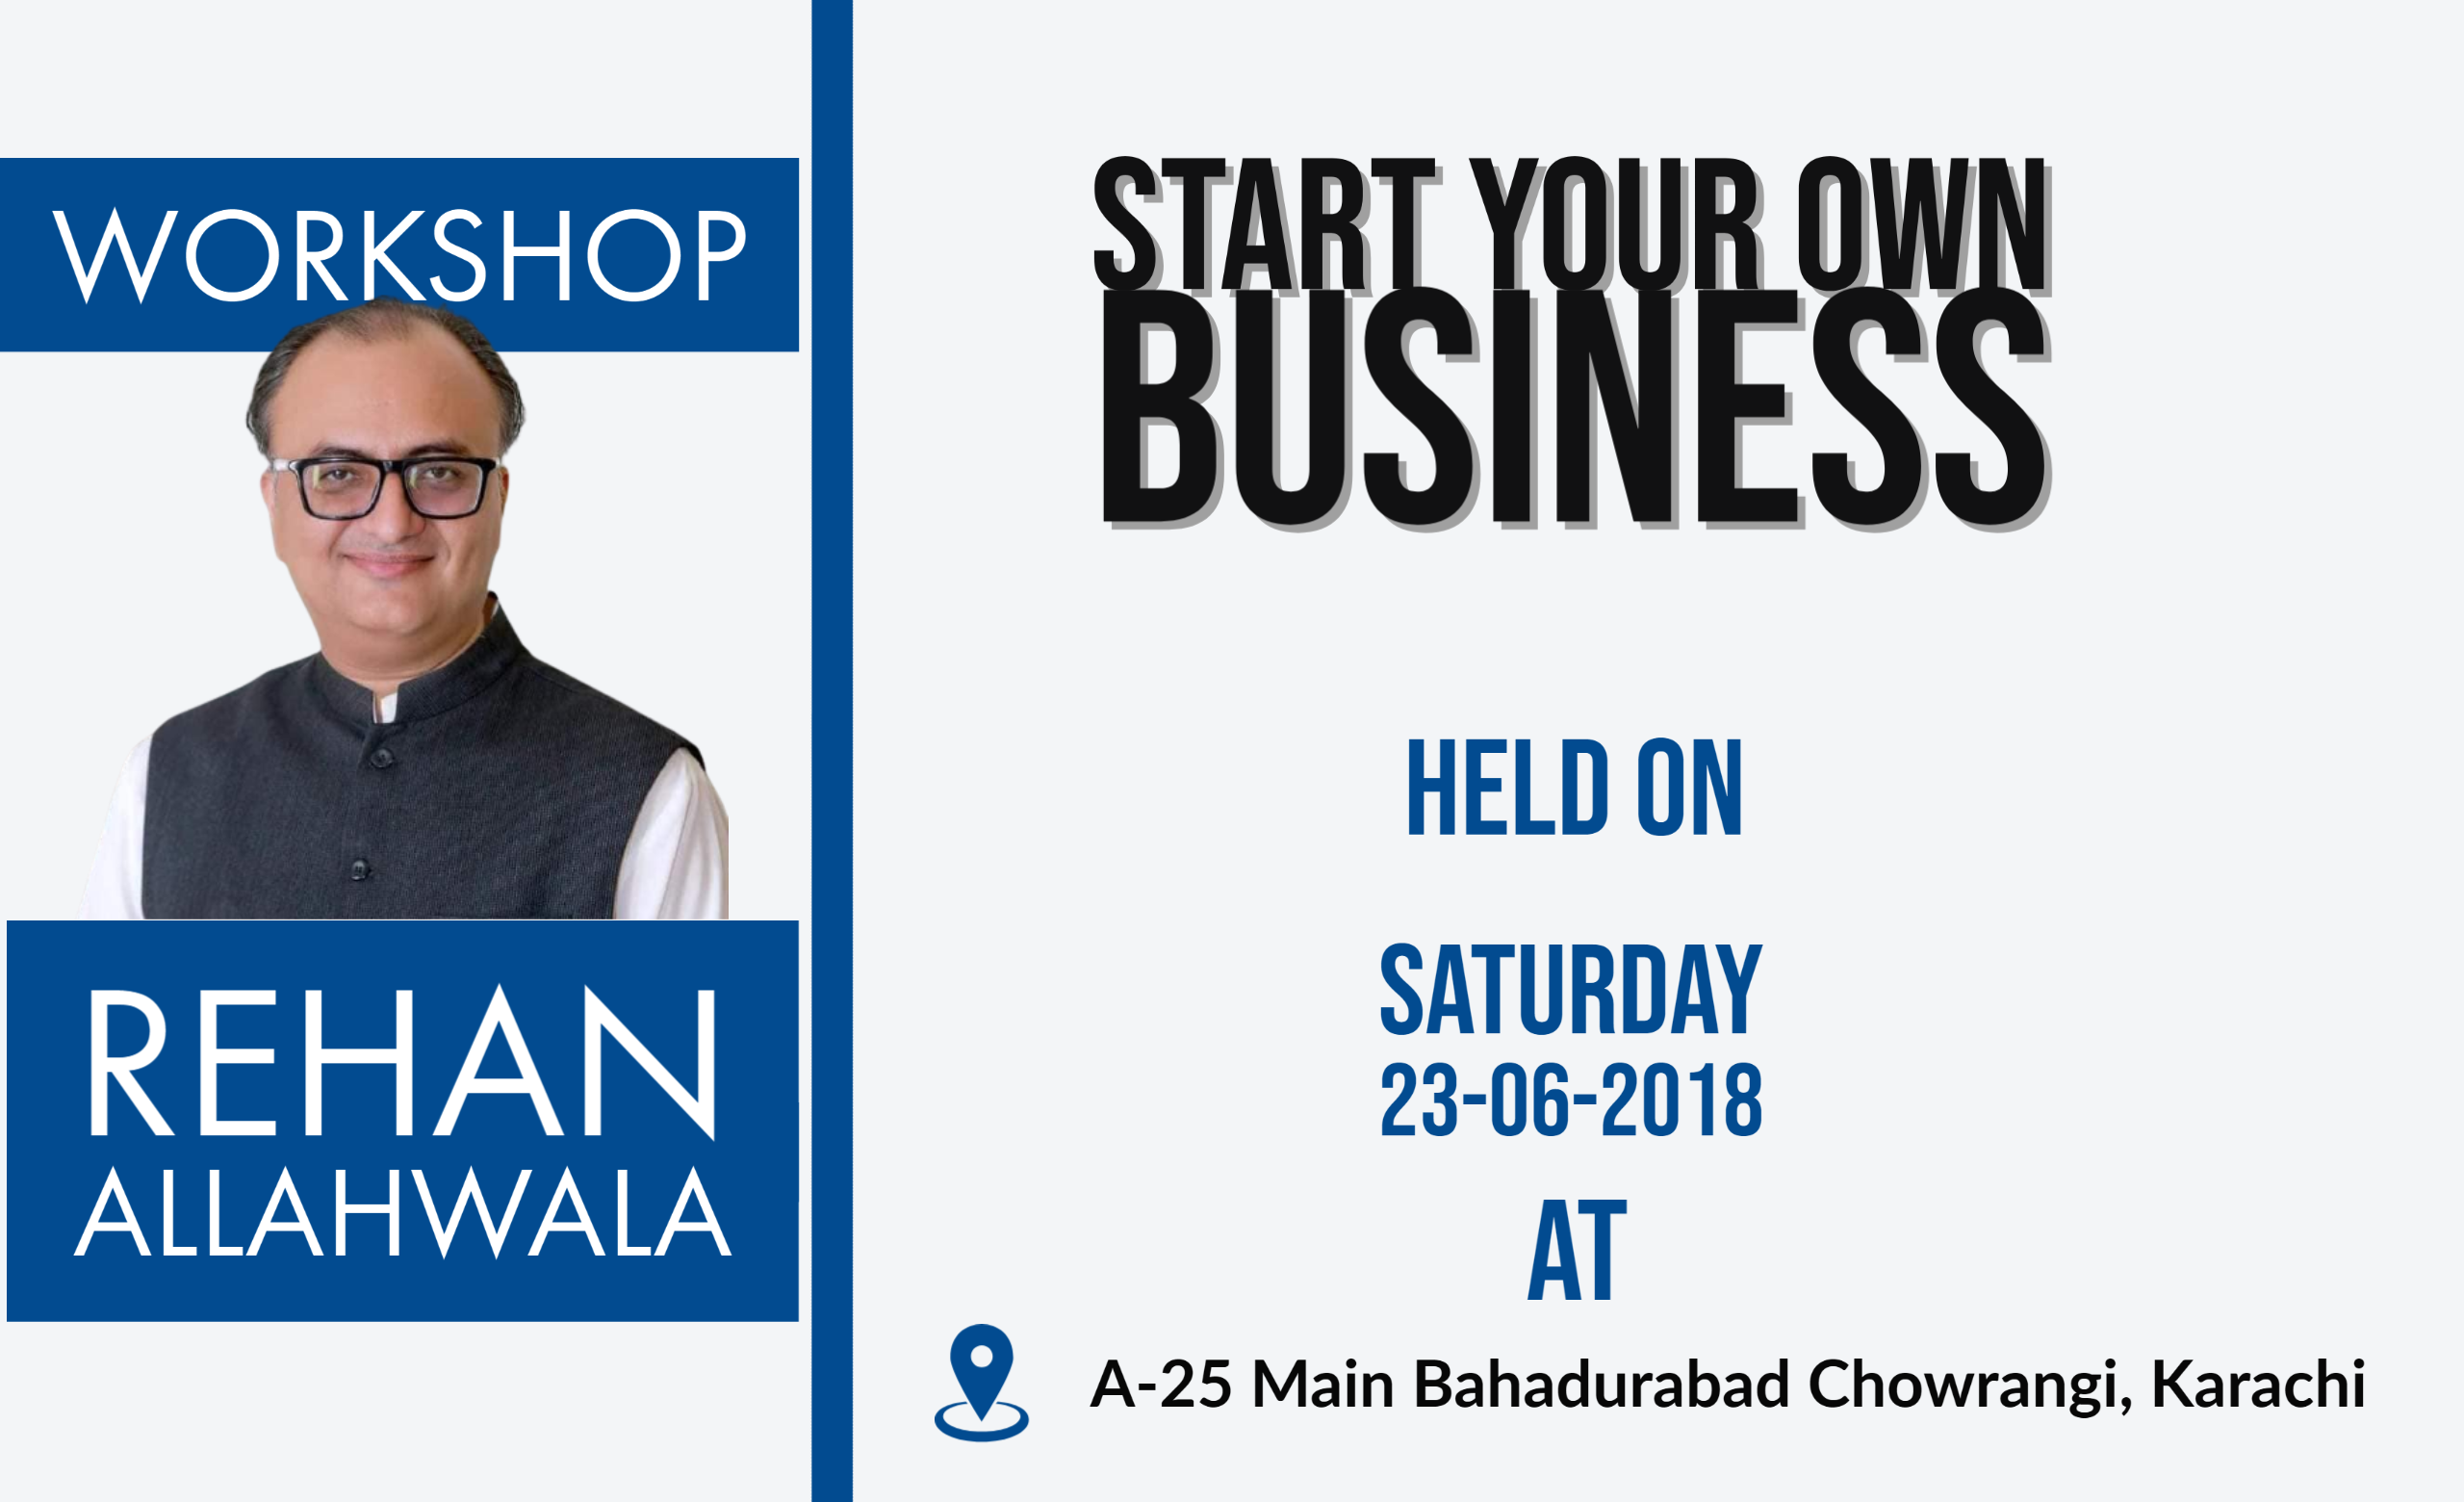 WORKSHOP
REHAN
ALLAHWALA
START YOUR OWN
BUSINESS
HELD ON
SATURDAY
23-06-2018
AT
A-25 Main Bahadurabad Chowrangi, Karachi